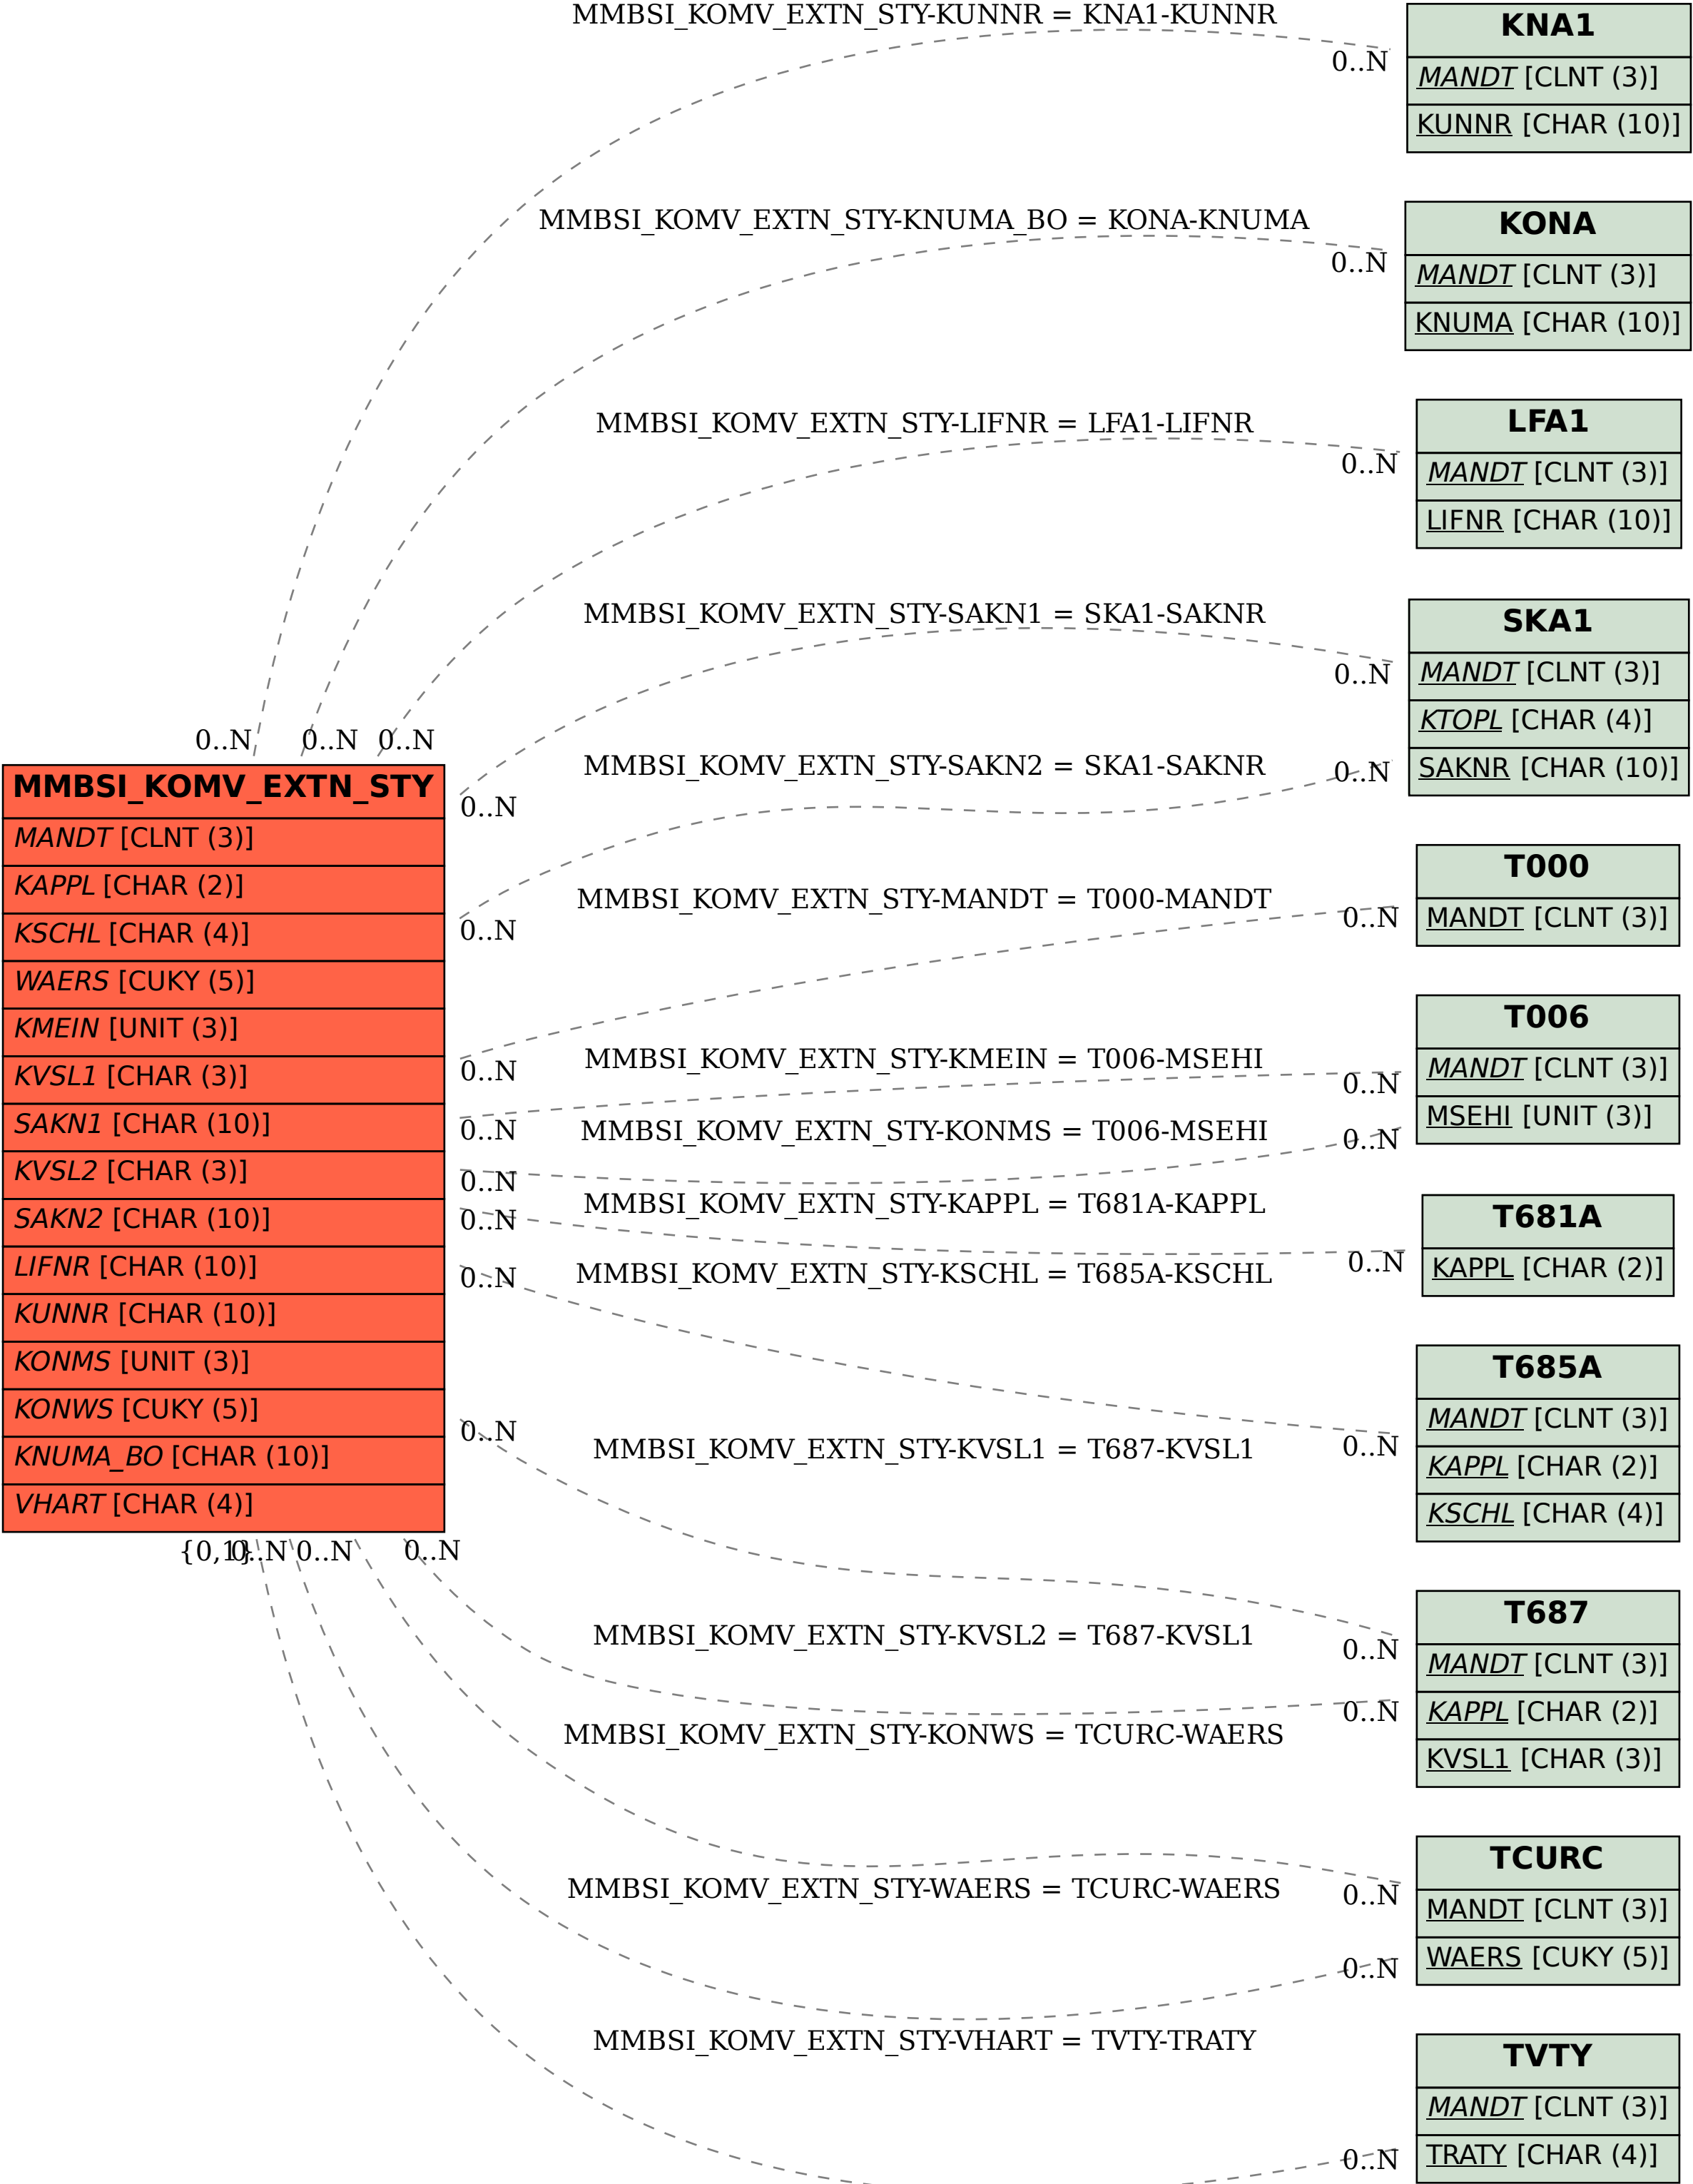 MMBSI_KOMV_EXTN_STY-KUNNR = KNA1-KUNNR
0..N
KNA1
MANDT [CLNT (3)]
KUNNR [CHAR (10)]
MMBSI_KOMV_EXTN_STY-KNUMA_BO = KONA-KNUMA
0..N
KONA
MANDT [CLNT (3)]
KNUMA [CHAR (10)]
MMBSI_KOMV_EXTN_STY-LIFNR = LFA1-LIFNR
0..N
LFA1
MANDT [CLNT (3)]
LIFNR [CHAR (10)]
MMBSI_KOMV_EXTN_STY-SAKN1 = SKA1-SAKNR
0..N
MMBSI_KOMV_EXTN_STY-SAKN2 = SKA1-SAKNR
0..N
SKA1
MANDT [CLNT (3)]
KTOPL [CHAR (4)]
SAKNR [CHAR (10)]
0..N
0..N
0..N
MMBSI_KOMV_EXTN_STY
MANDT [CLNT (3)]
KAPPL [CHAR (2)]
KSCHL [CHAR (4)]
WAERS [CUKY (5)]
KMEIN [UNIT (3)]
KVSL1 [CHAR (3)]
SAKN1 [CHAR (10)]
KVSL2 [CHAR (3)]
SAKN2 [CHAR (10)]
LIFNR [CHAR (10)]
KUNNR [CHAR (10)]
KONMS [UNIT (3)]
KONWS [CUKY (5)]
KNUMA_BO [CHAR (10)]
VHART [CHAR (4)]
0..N
0..N
0..N
0..N
0..N
0..N
0..N
0..N
{0,1}
0..N
0..N
0..N
MMBSI_KOMV_EXTN_STY-MANDT = T000-MANDT
0..N
T000
MANDT [CLNT (3)]
MMBSI_KOMV_EXTN_STY-KMEIN = T006-MSEHI
0..N
MMBSI_KOMV_EXTN_STY-KONMS = T006-MSEHI
0..N
T006
MANDT [CLNT (3)]
MSEHI [UNIT (3)]
MMBSI_KOMV_EXTN_STY-KAPPL = T681A-KAPPL
0..N
T681A
KAPPL [CHAR (2)]
MMBSI_KOMV_EXTN_STY-KSCHL = T685A-KSCHL
0..N
T685A
MANDT [CLNT (3)]
KAPPL [CHAR (2)]
KSCHL [CHAR (4)]
MMBSI_KOMV_EXTN_STY-KVSL1 = T687-KVSL1
0..N
MMBSI_KOMV_EXTN_STY-KVSL2 = T687-KVSL1
0..N
T687
MANDT [CLNT (3)]
KAPPL [CHAR (2)]
KVSL1 [CHAR (3)]
MMBSI_KOMV_EXTN_STY-KONWS = TCURC-WAERS
0..N
MMBSI_KOMV_EXTN_STY-WAERS = TCURC-WAERS
0..N
TCURC
MANDT [CLNT (3)]
WAERS [CUKY (5)]
MMBSI_KOMV_EXTN_STY-VHART = TVTY-TRATY
0..N
TVTY
MANDT [CLNT (3)]
TRATY [CHAR (4)]